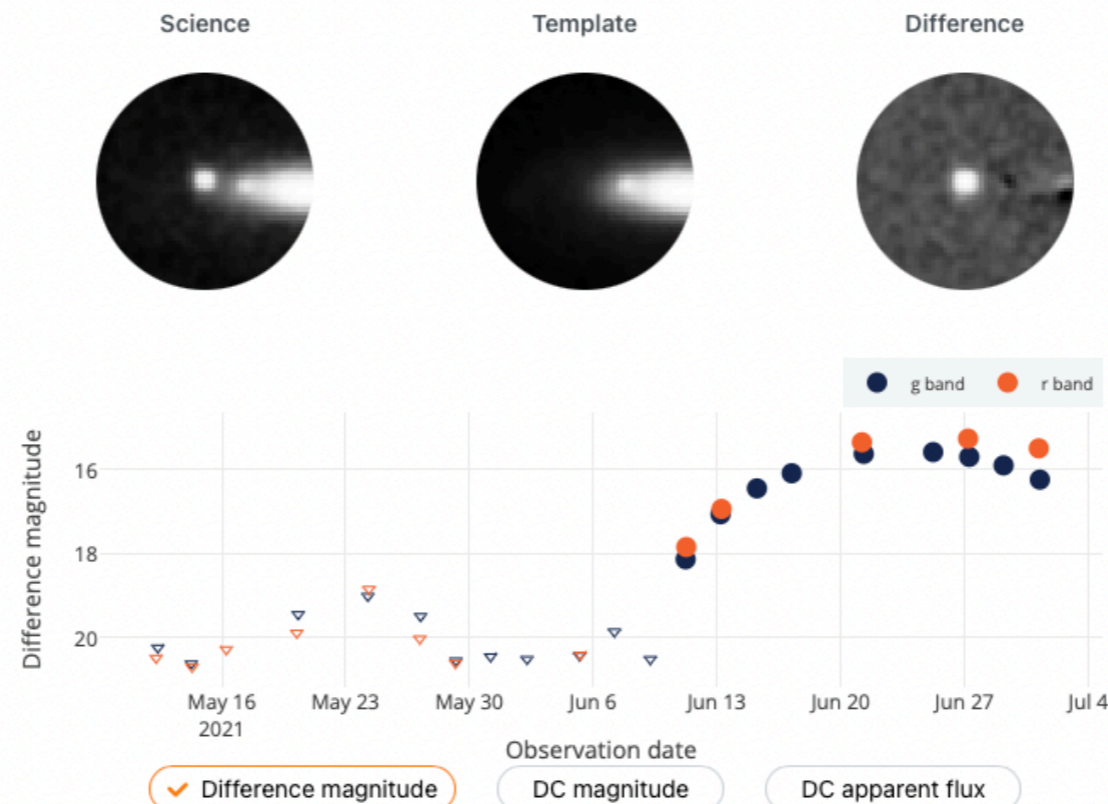 Science Template Difference
g band r band
Difference magnitude
16
18
20
May 16 May 23 May 30 Jun 6 Jun 13 Jun 20 Jun 27 Jul 4
2021
Observation date
Difference magnitude DC magnitude DC apparent flux